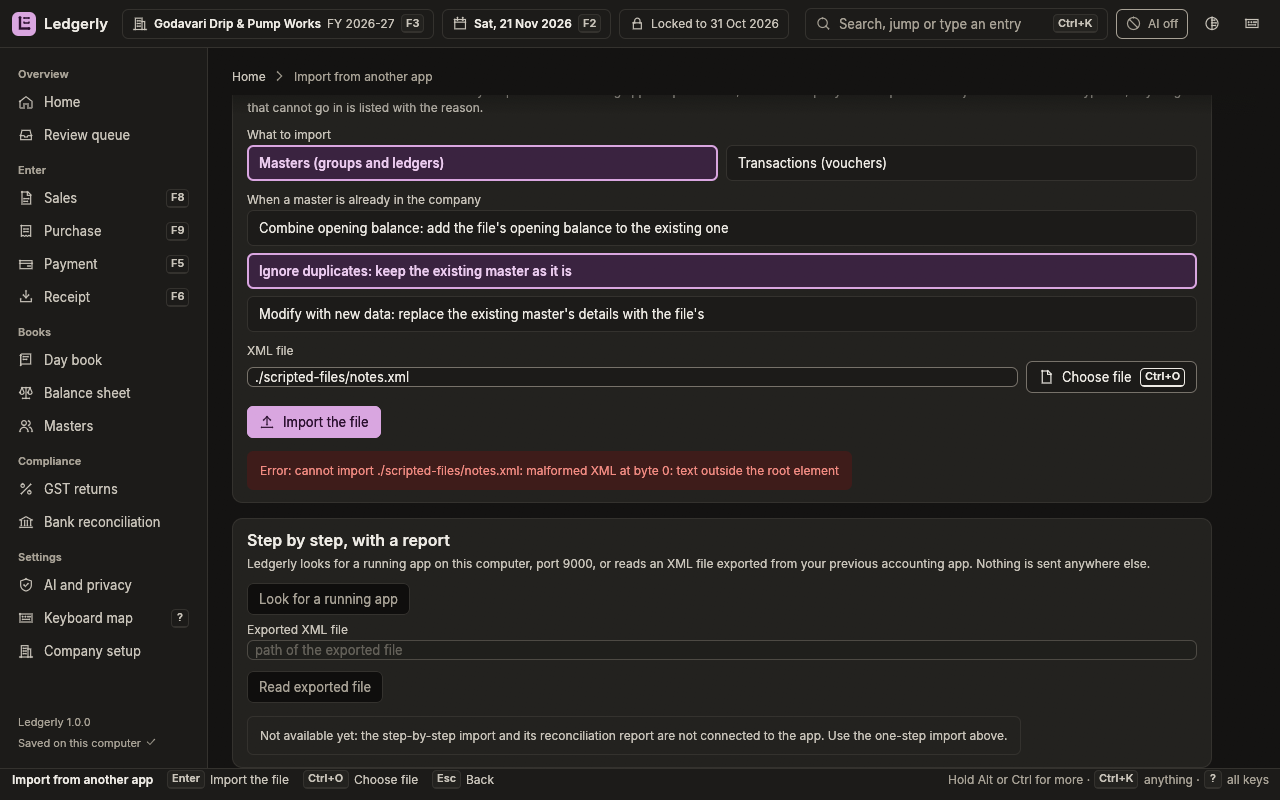 Ledgerly
Godavari Drip & Pump Works FY 2026-27 F3
Sat, 21 Nov 2026 F2
Locked to 31 Oct 2026
Search, jump or type an entry Ctrl+K
AI off
Overview
Home
Review queue
Enter
Sales F8
Purchase F9
Payment F5
Receipt F6
Books
Day book
Balance sheet
Masters
Compliance
GST returns
Bank reconciliation
Settings
AI and privacy
Keyboard map ?
Company setup
Ledgerly 1.0.0
Saved on this computer
Home > Import from another app
that cannot go in is listed with the reason.
What to import
Masters (groups and ledgers)
Transactions (vouchers)
When a master is already in the company
Combine opening balance: add the file's opening balance to the existing one
Ignore duplicates: keep the existing master as it is
Modify with new data: replace the existing master's details with the file's
XML file
./scripted-files/notes.xml
Choose file Ctrl+O
Import the file
Error: cannot import ./scripted-files/notes.xml: malformed XML at byte 0: text outside the root element
Step by step, with a report
Ledgerly looks for a running app on this computer, port 9000, or reads an XML file exported from your previous accounting app. Nothing is sent anywhere else.
Look for a running app
Exported XML file
path of the exported file
Read exported file
Not available yet: the step-by-step import and its reconciliation report are not connected to the app. Use the one-step import above.
Import from another app Enter Import the file Ctrl+O Choose file Esc Back
Hold Alt or Ctrl for more · Ctrl+K anything · ? all keys